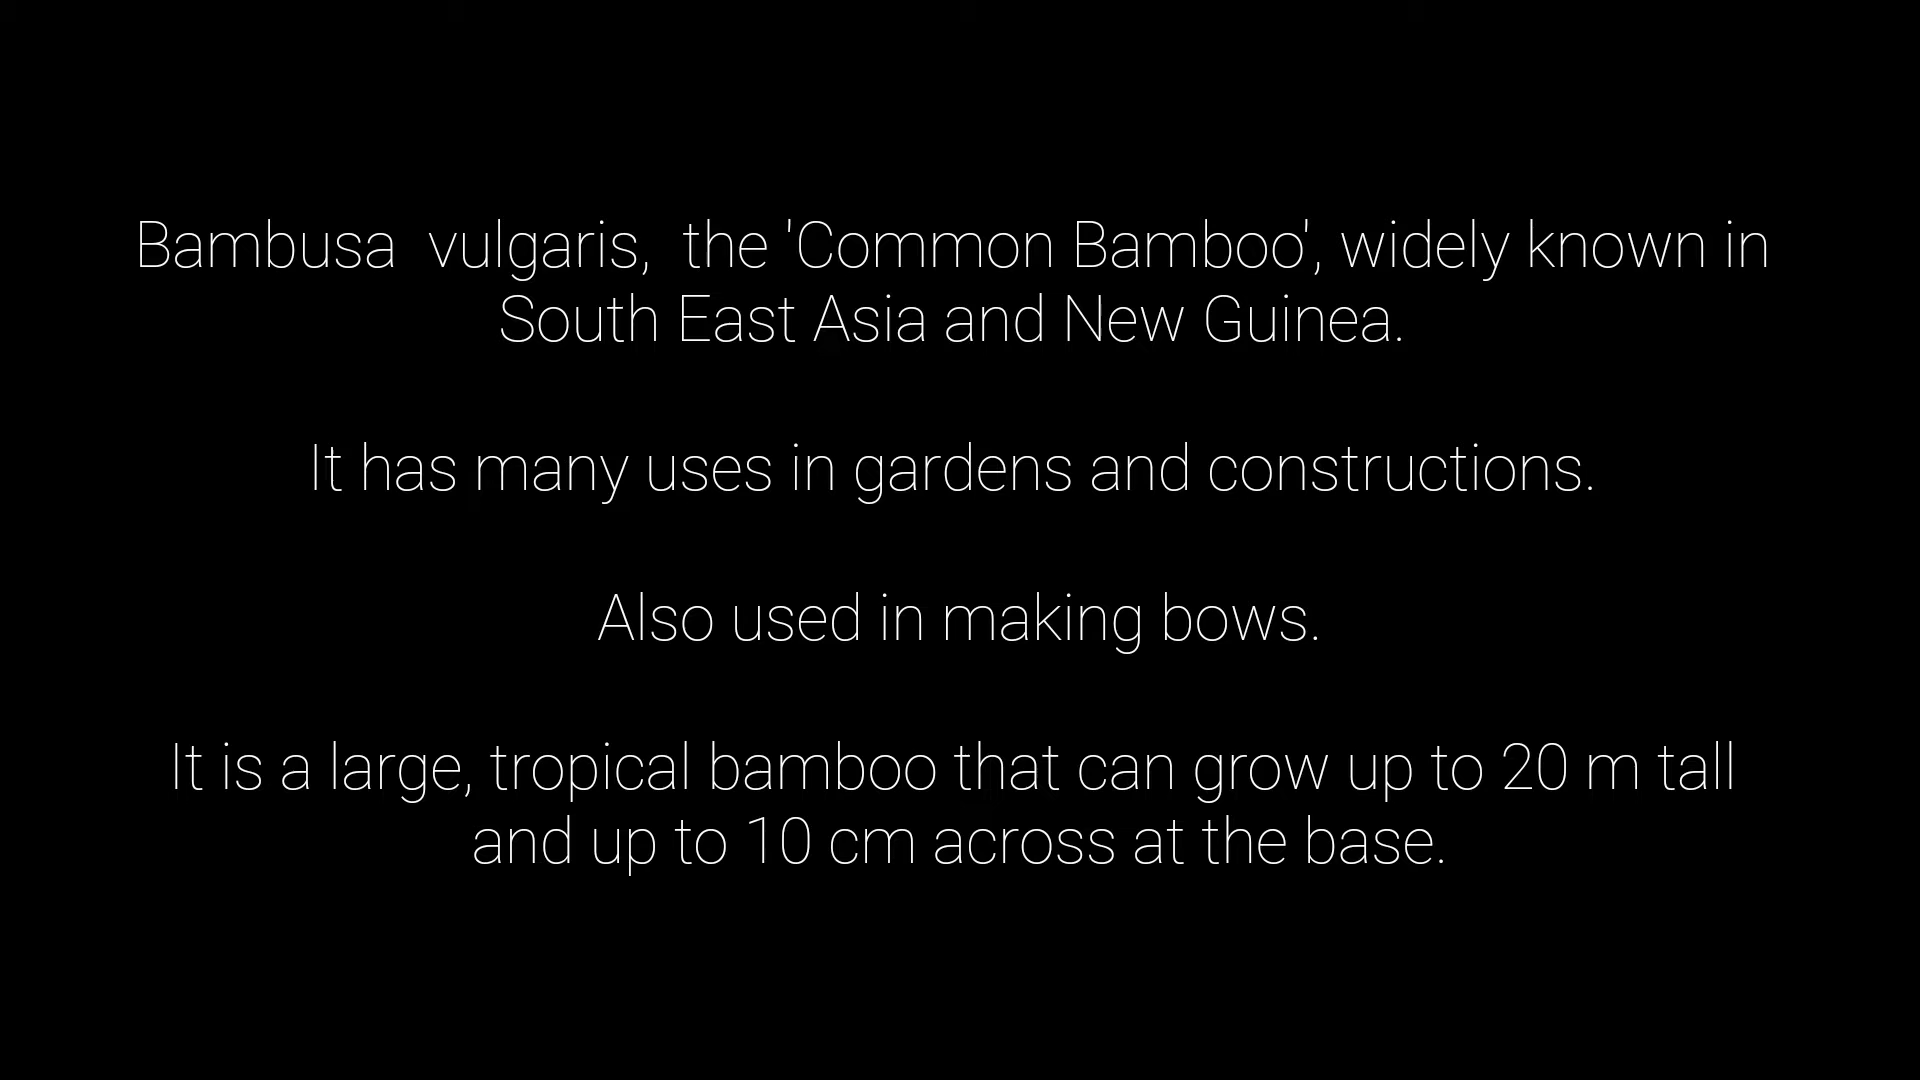 Bambusa  vulgaris,  the 'Common Bamboo', widely known in
South East Asia and New Guinea.
It has many uses in gardens and constructions.
Also used in making bows.
It is a large, tropical bamboo that can grow up to 20 m tall
and up to 10 cm across at the base.